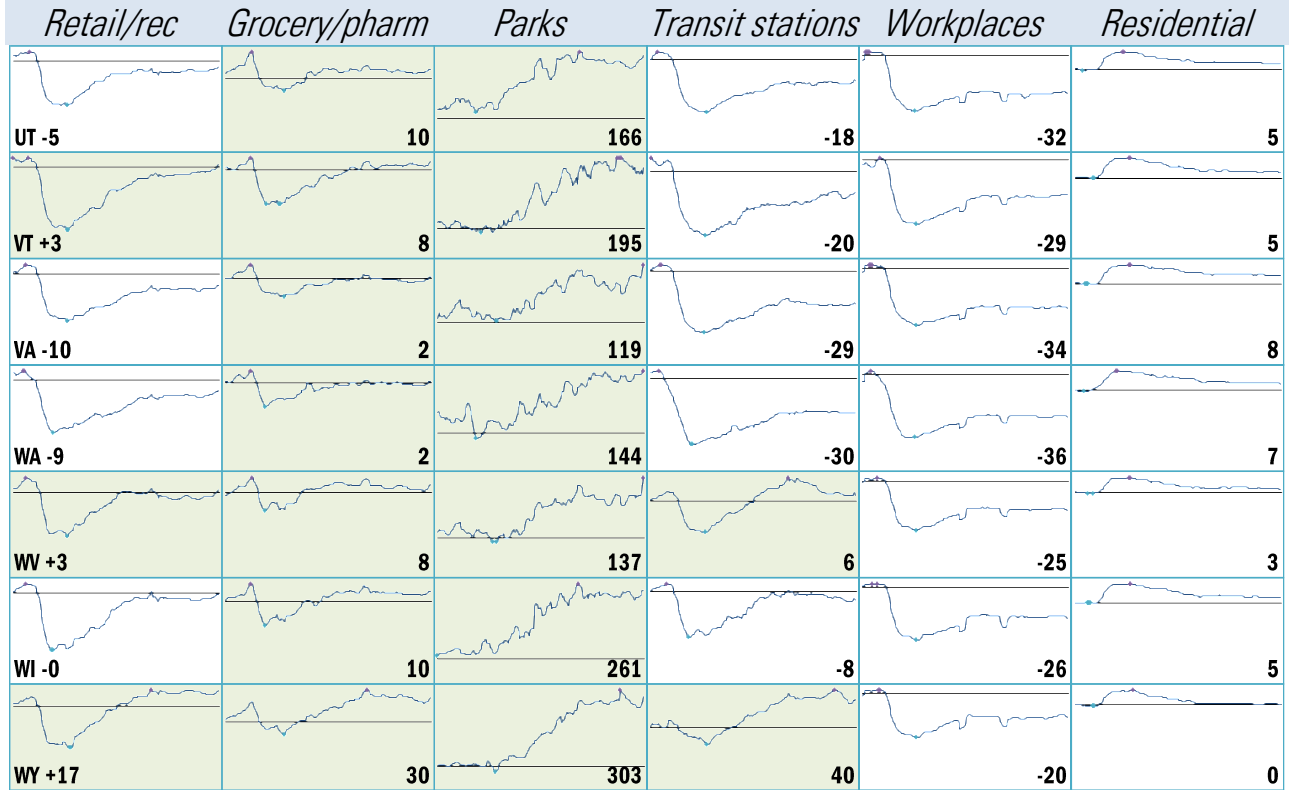 Retail/rec Grocery/pharm Parks Transit stations Workplaces Residential
UT -5 10 166 -18 -32 5
VT +3 8 195 -20 -29 5
VA -10 2 119 -29 -34 8
WA -9 2 144 -30 -36 7
WV +3 8 137 6 -25 3
WI -0 10 261 -8 -26 5
WY +17 30 303 40 -20 0